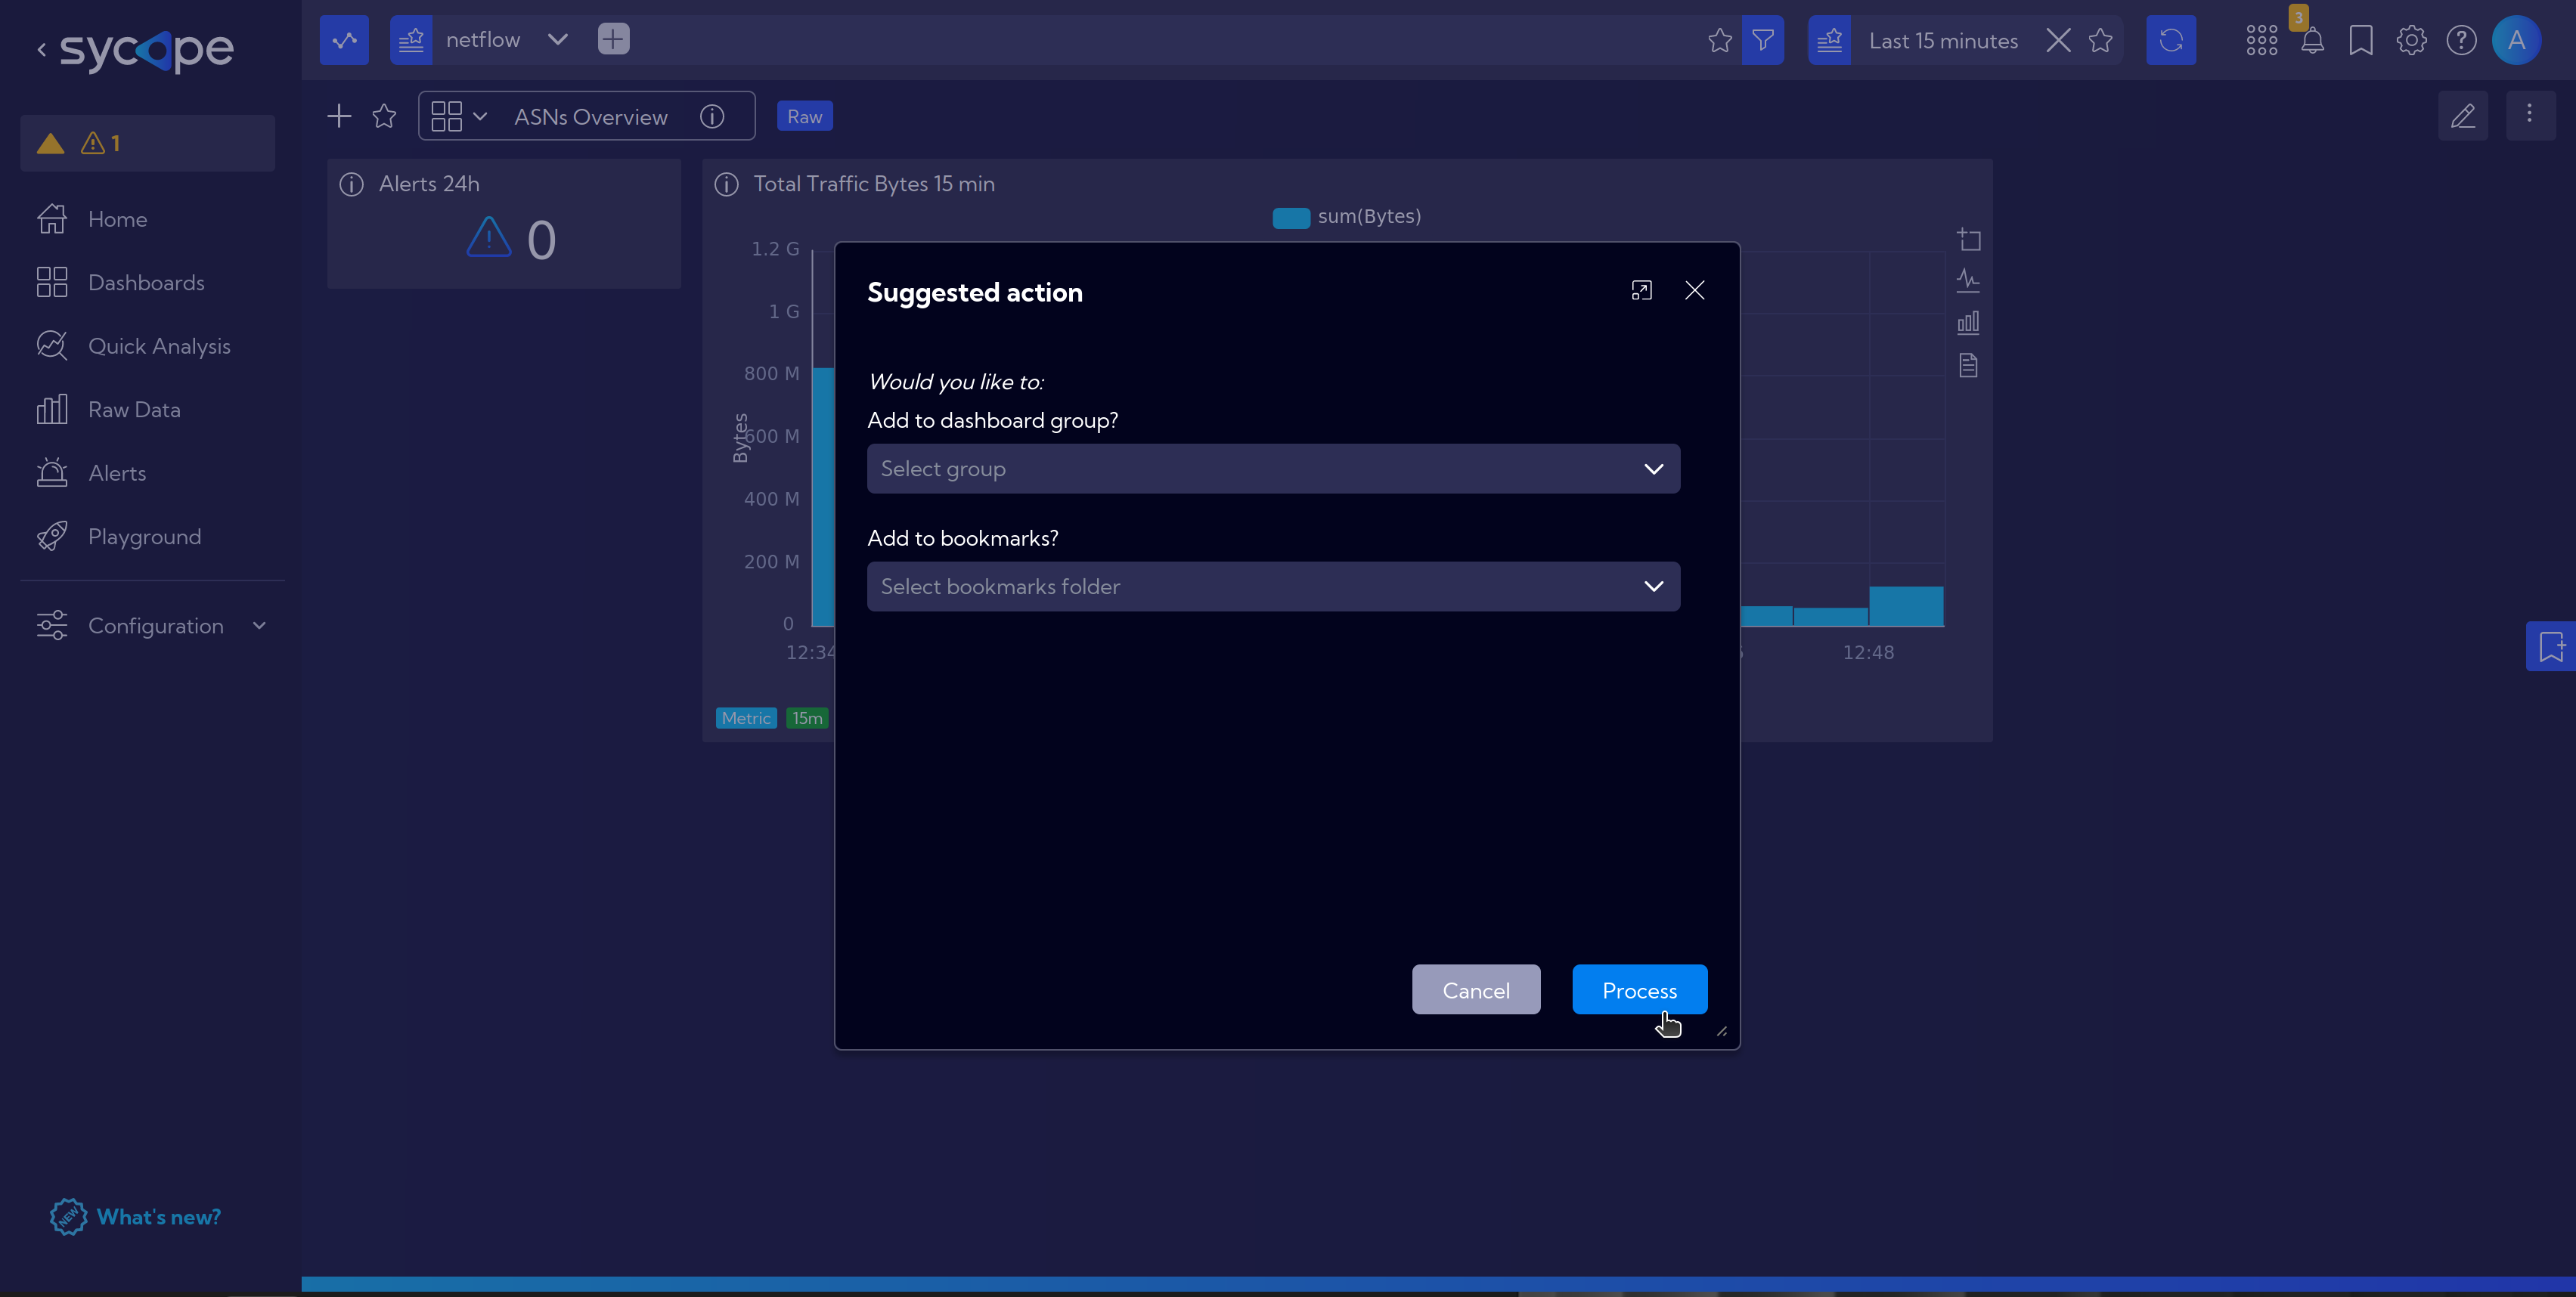 sycope
netflow
Last 15 minutes
3
A
1
ASNs Overview
Raw
Home
Dashboards
Quick Analysis
Raw Data
Alerts
Playground
Configuration
NEW What's new?
Alerts 24h
0
Total Traffic Bytes 15 min
sum(Bytes)
1.2 G
1 G
800 M
600 M
400 M
200 M
0
Bytes
12:34
12:48
Metric 15m
Suggested action
Would you like to:
Add to dashboard group?
Select group
Add to bookmarks?
Select bookmarks folder
Cancel
Process